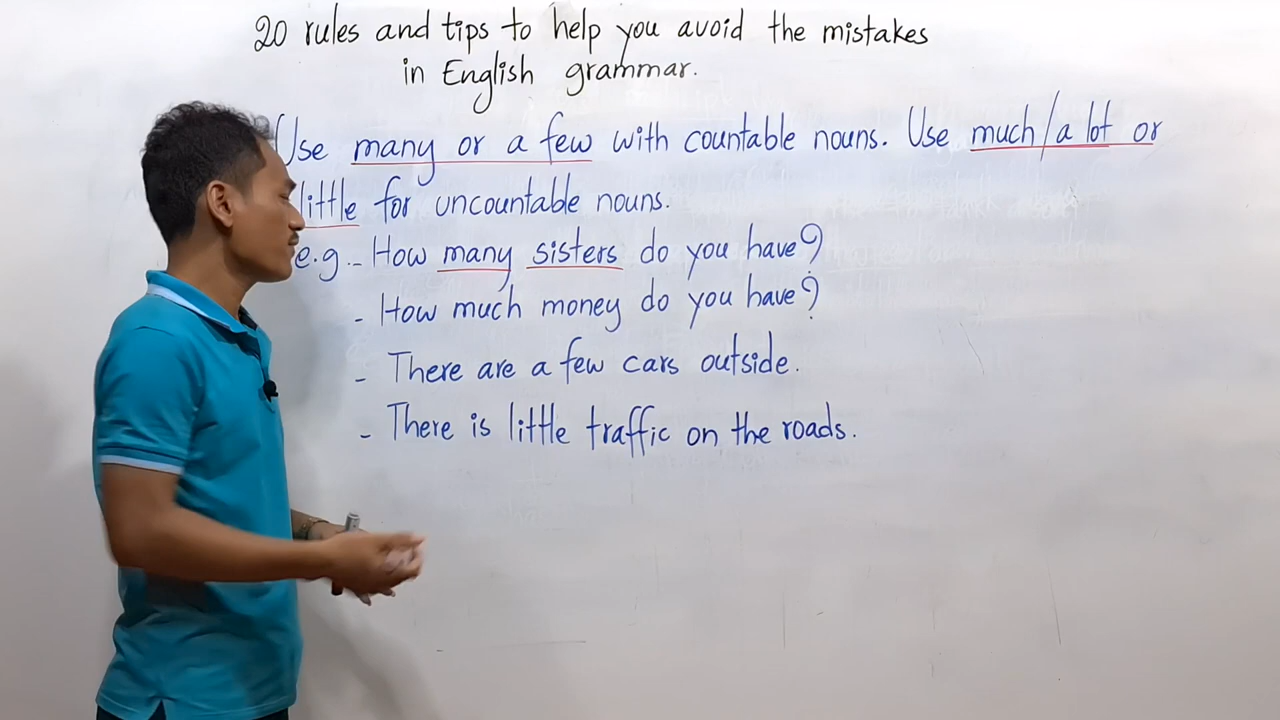 20 rules and tips to help you avoid the mistakes
in English grammar.
Use many or a few with countable nouns. Use much/a lot or
little for uncountable nouns.
e.g.- How many sisters do you have?
- How much money do you have?
- There are a few cars outside.
- There is little traffic on the roads.